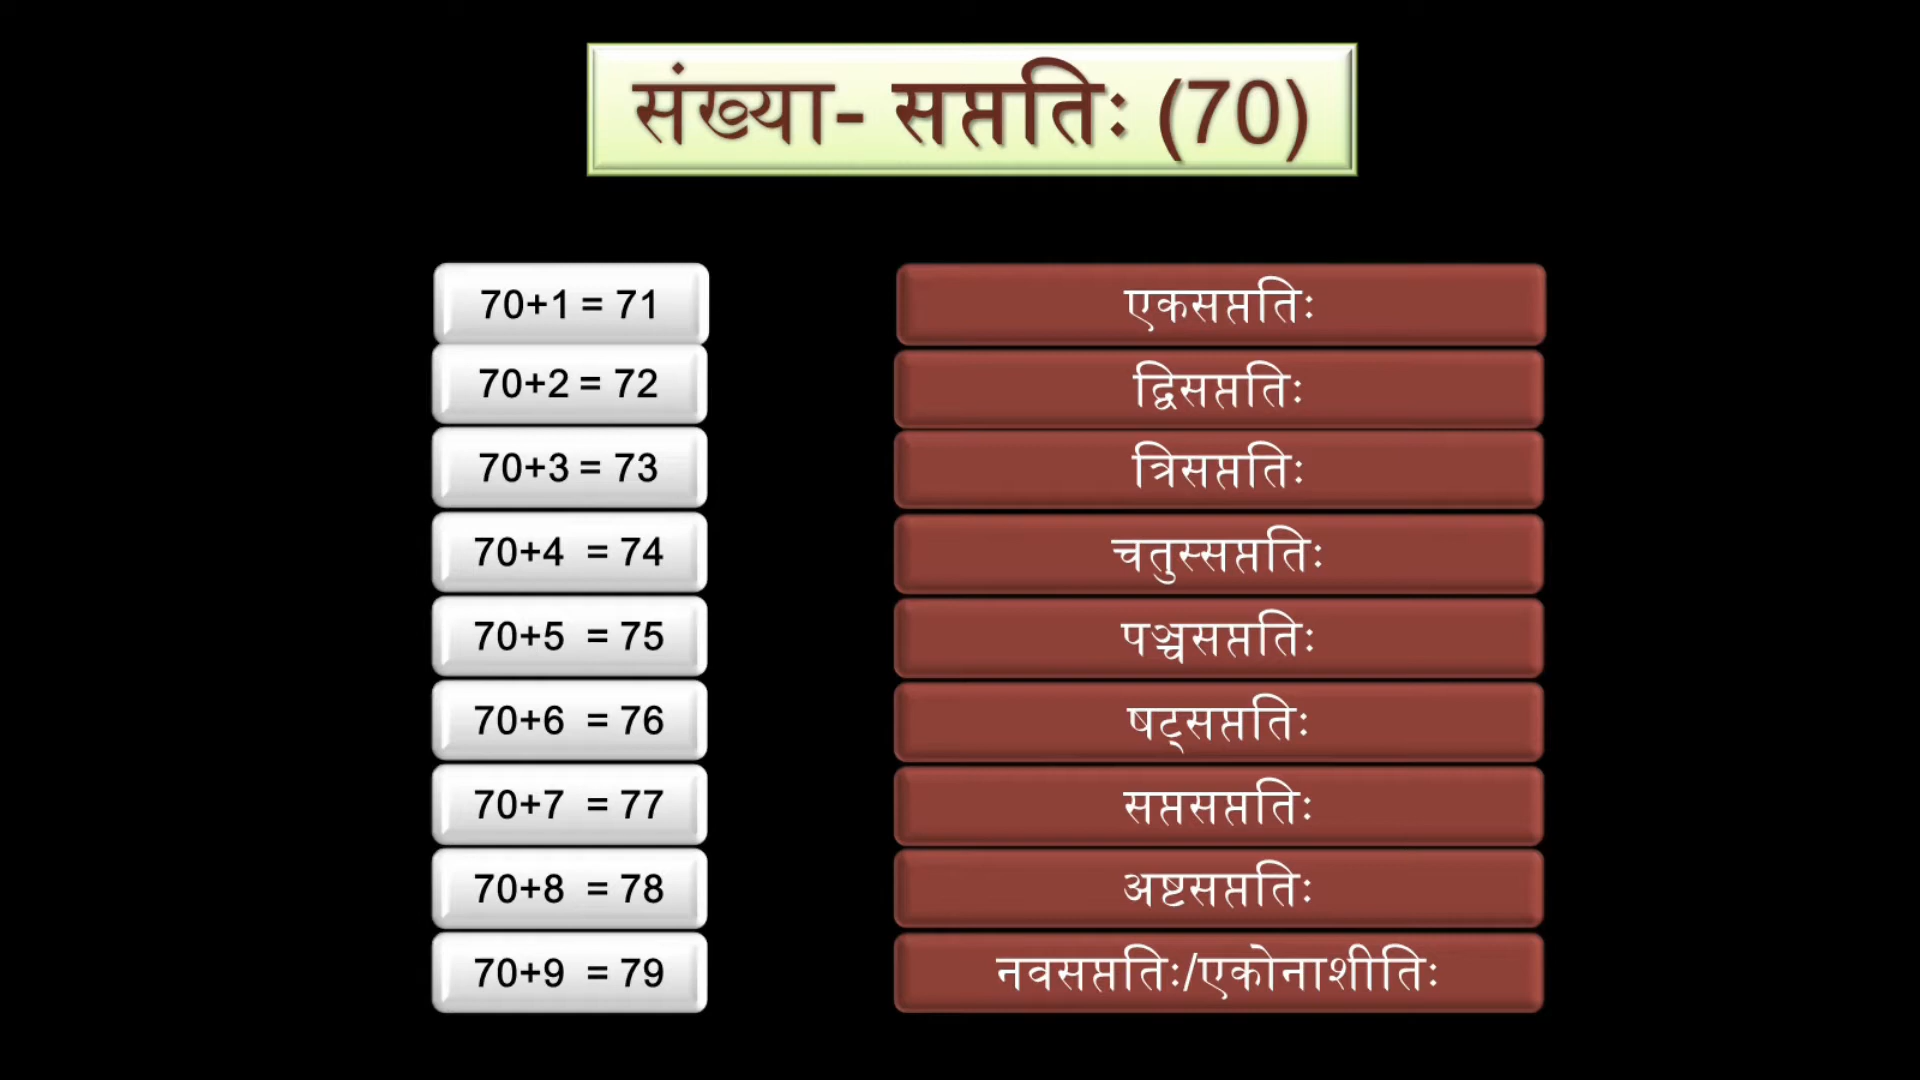 संख्या- सप्ततिः (70)
70+1 = 71 एकसप्ततिः
70+2 = 72 द्विसप्ततिः
70+3 = 73 त्रिसप्ततिः
70+4 = 74 चतुस्सप्ततिः
70+5 = 75 पञ्चसप्ततिः
70+6 = 76 षट्सप्ततिः
70+7 = 77 सप्तसप्ततिः
70+8 = 78 अष्टसप्ततिः
70+9 = 79 नवसप्ततिः/एकोनाशीतिः